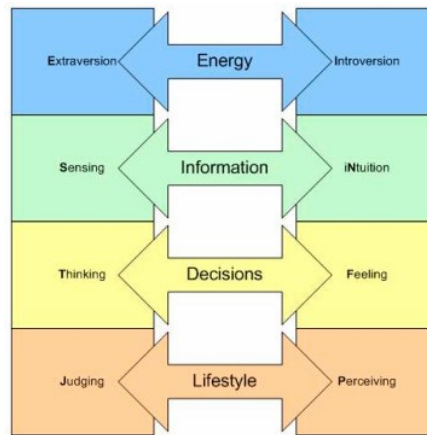 Extraversion Energy Introversion
Sensing Information iNtuition
Thinking Decisions Feeling
Judging Lifestyle Perceiving